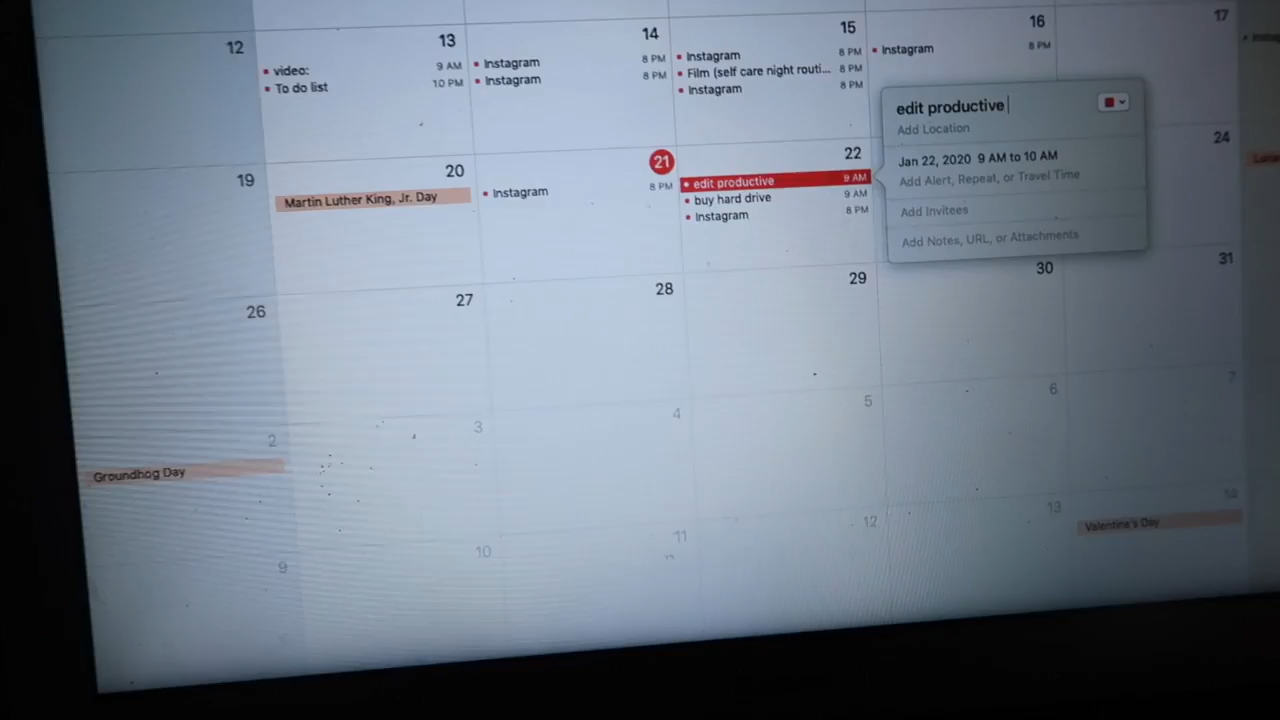 12
13
14
15
16
17
video: 9 AM
To do list 10 PM
Instagram 8 PM
Instagram 8 PM
Instagram 8 PM
Film (self care night routi... 8 PM
Instagram 8 PM
Instagram 8 PM
19
20
21
22
24
Martin Luther King, Jr. Day
Instagram 8 PM
edit productive 9 AM
buy hard drive 9 AM
Instagram 8 PM
edit productive
Add Location
Jan 22, 2020 9 AM to 10 AM
Add Alert, Repeat, or Travel Time
Add Invitees
Add Notes, URL, or Attachments
26
27
28
29
30
31
2
3
4
5
6
7
Groundhog Day
9
10
11
12
13
14
Valentine's Day